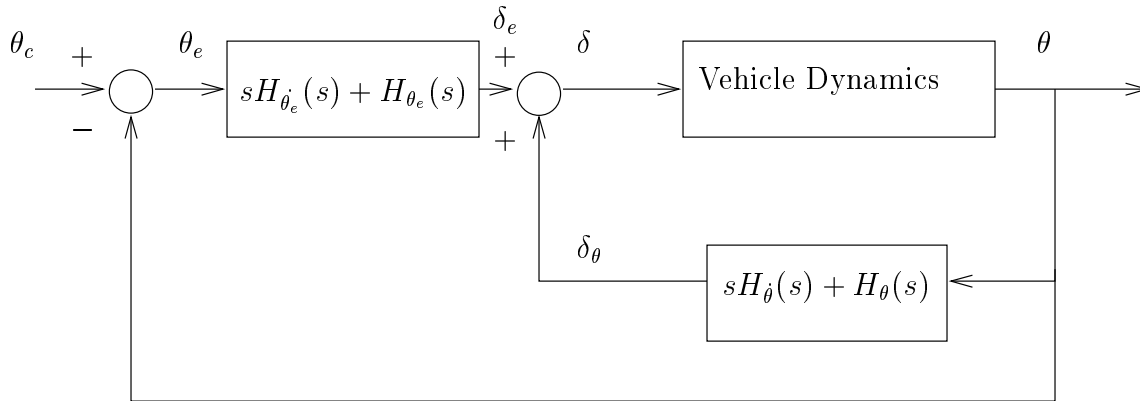 θ_c
+
−
θ_e
sH_{\dot{θ}_e}(s) + H_{θ_e}(s)
δ_e
+
+
δ
Vehicle Dynamics
θ
δ_θ
sH_{\dot{θ}}(s) + H_θ(s)